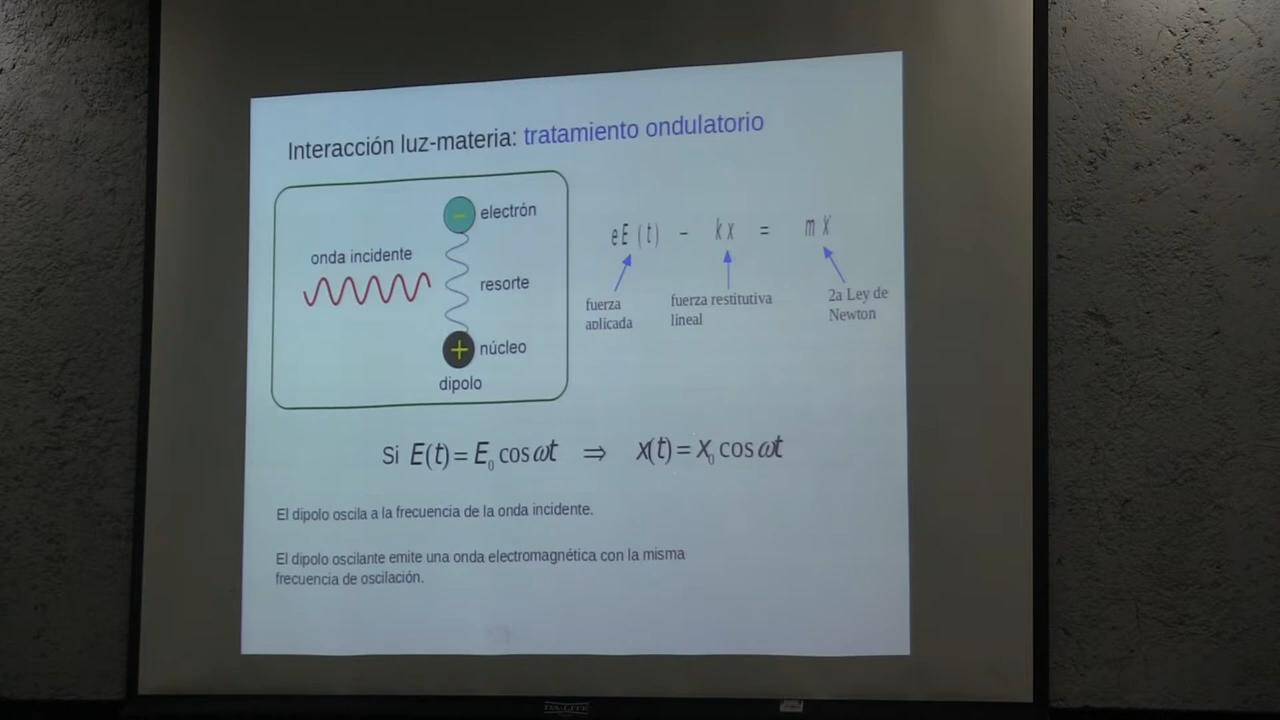 Interacción luz-materia: tratamiento ondulatorio
electrón
onda incidente
resorte
núcleo
dipolo
eE(t) - kx = mẍ
fuerza
aplicada
fuerza restitutiva
lineal
2a Ley de
Newton
Si E(t) = E₀ cos ωt ⇒ x(t) = x₀ cos ωt
El dipolo oscila a la frecuencia de la onda incidente.
El dipolo oscilante emite una onda electromagnética con la misma
frecuencia de oscilación.
DA-LITE